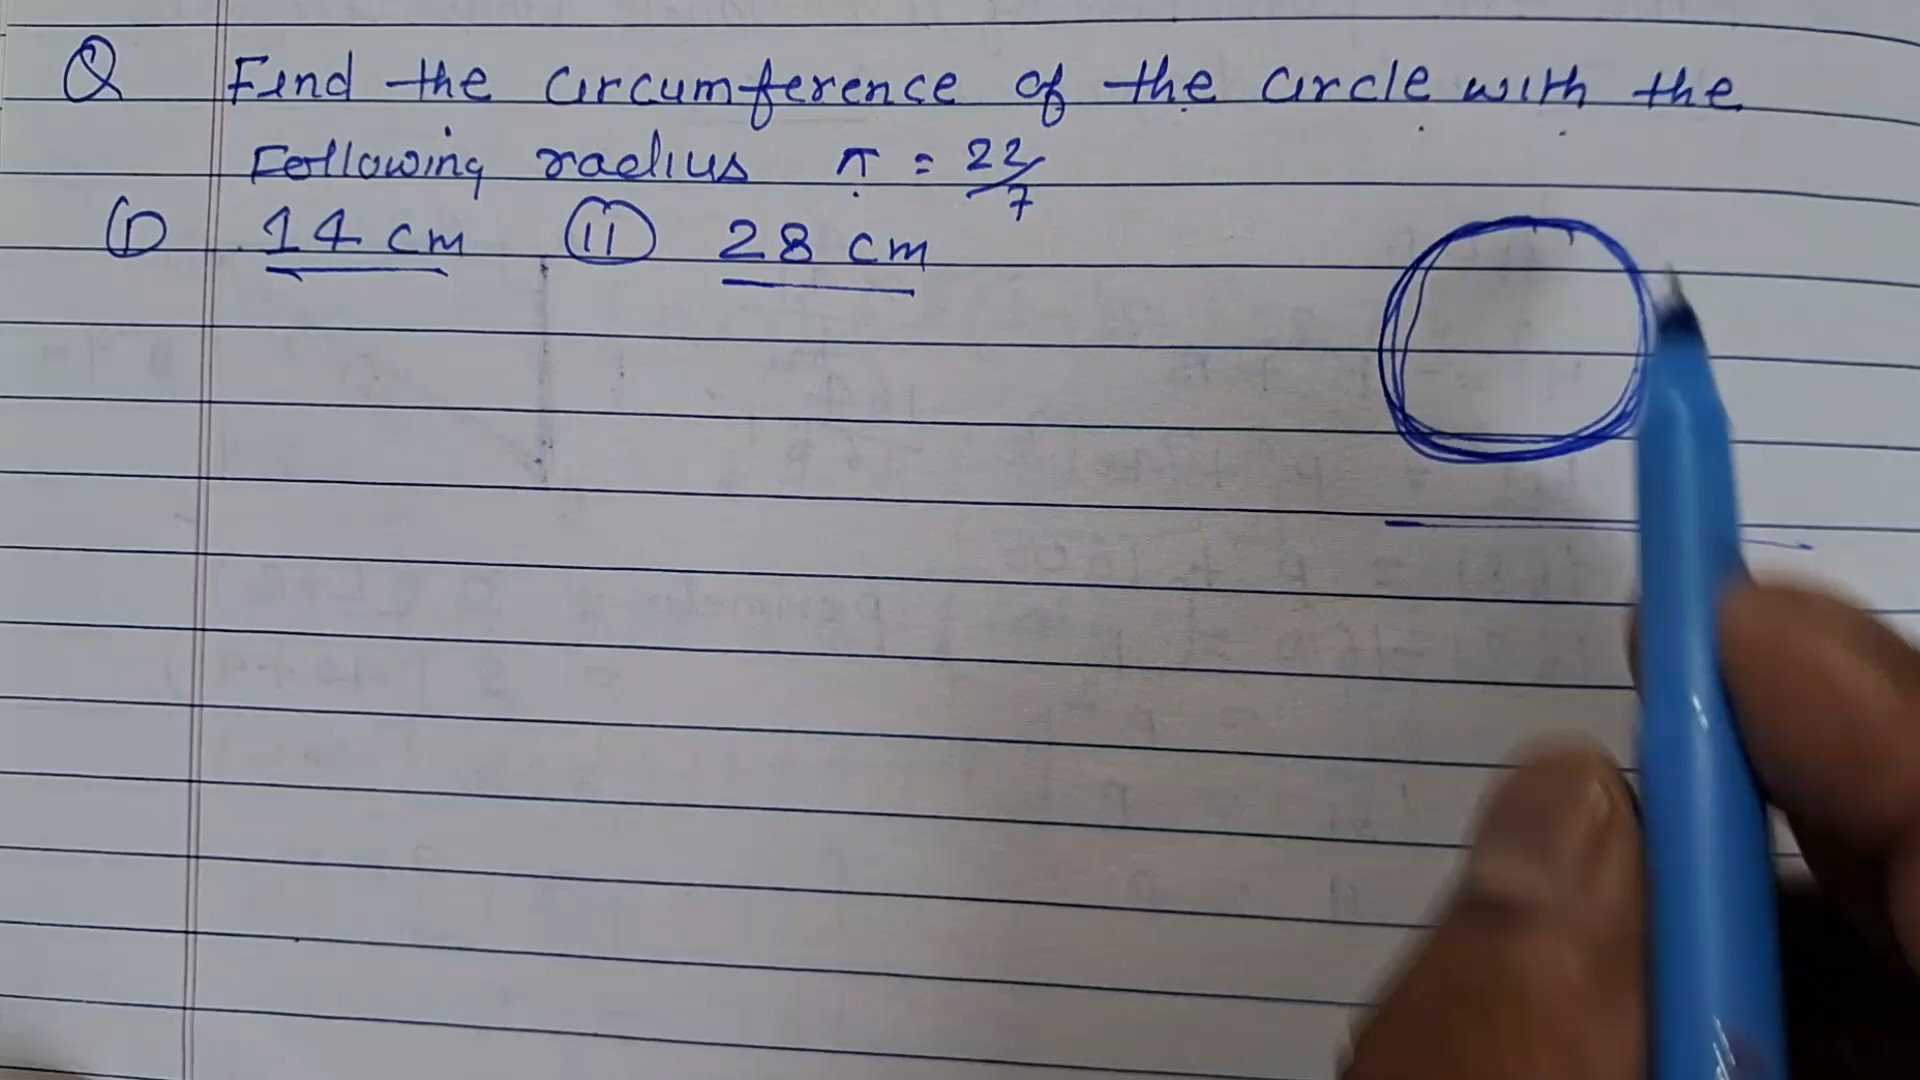 Q Find the circumference of the circle with the
Following radius π = 22/7
(i) 14 cm (ii) 28 cm